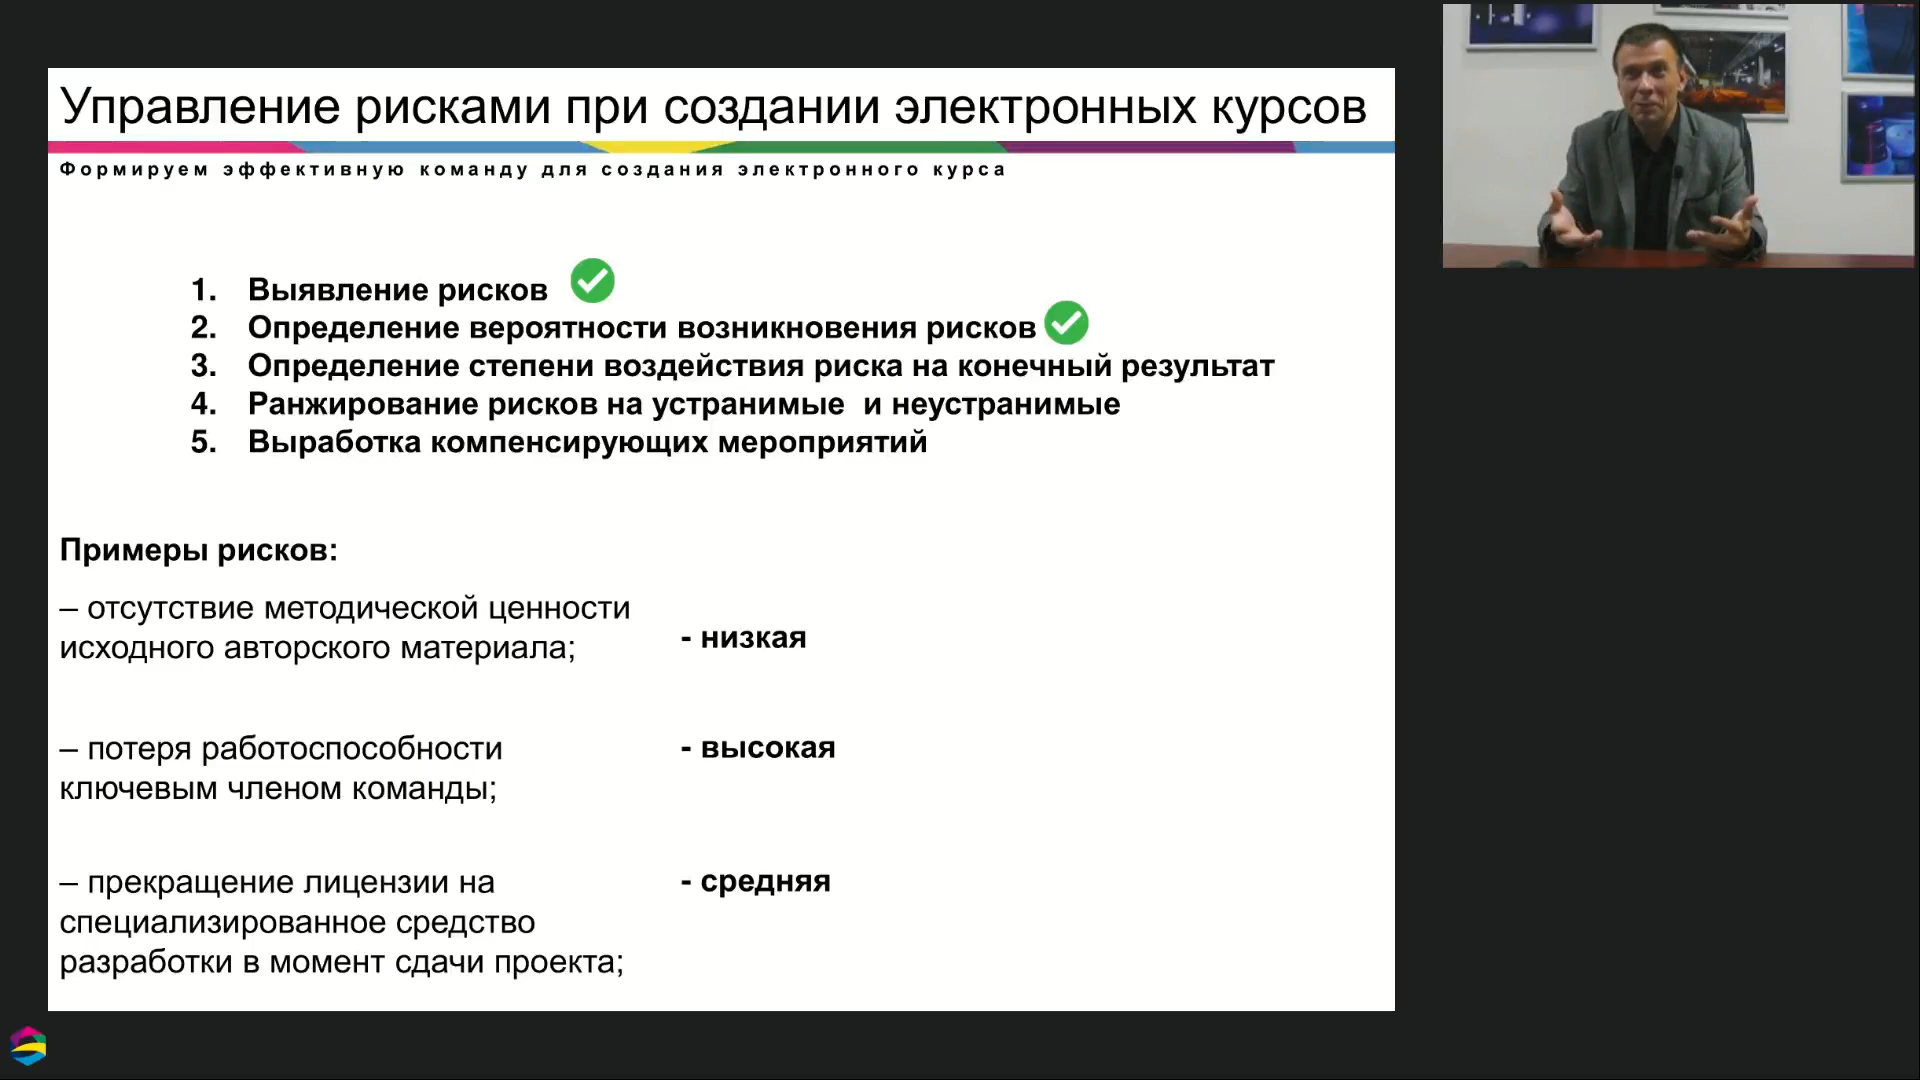 Управление рисками при создании электронных курсов
Формируем эффективную команду для создания электронного курса
1. Выявление рисков
2. Определение вероятности возникновения рисков
3. Определение степени воздействия риска на конечный результат
4. Ранжирование рисков на устранимые и неустранимые
5. Выработка компенсирующих мероприятий
Примеры рисков:
– отсутствие методической ценности
исходного авторского материала;
- низкая
– потеря работоспособности
ключевым членом команды;
- высокая
– прекращение лицензии на
специализированное средство
разработки в момент сдачи проекта;
- средняя